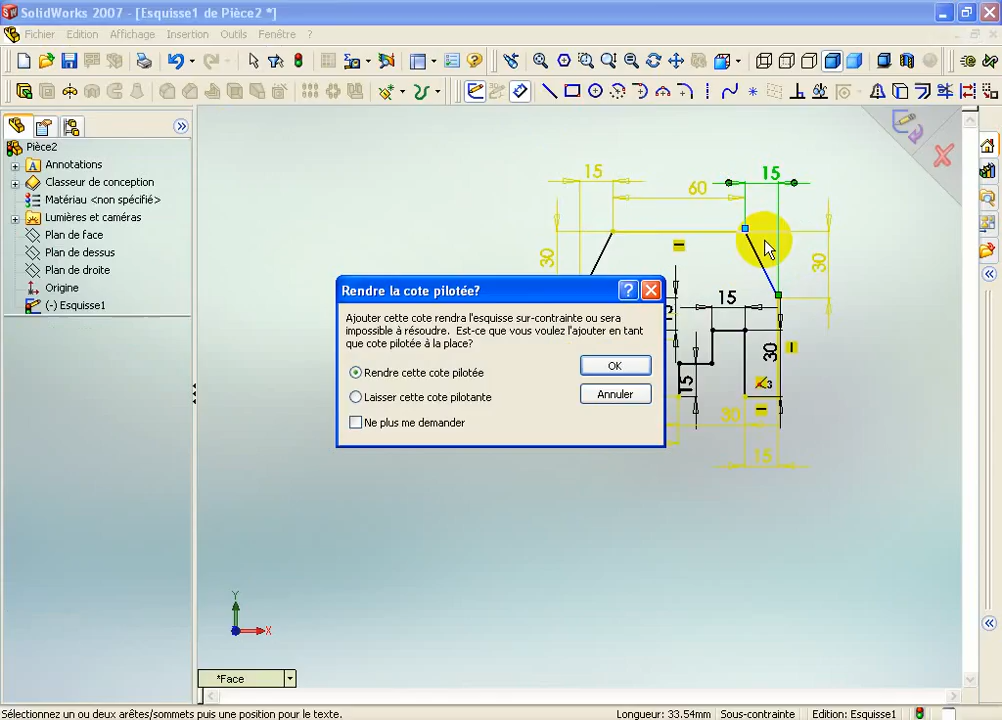 SolidWorks 2007 - [Esquisse1 de Pièce2 *]
Fichier Edition Affichage Insertion Outils Fenêtre ?
Pièce2
Annotations
Classeur de conception
Matériau <non spécifié>
Lumières et caméras
Plan de face
Plan de dessus
Plan de droite
Origine
(-) Esquisse1
15 60 15
30 30
15
30
15
3
30
15
Rendre la cote pilotée?
Ajouter cette cote rendra l'esquisse sur-contrainte ou sera
impossible à résoudre. Est-ce que vous voulez l'ajouter en tant
que cote pilotée à la place?
Rendre cette cote pilotée
Laisser cette cote pilotante
Ne plus me demander
OK
Annuler
Y
X
*Face
Sélectionnez un ou deux arêtes/sommets puis une position pour le texte. Longueur: 33.54mm Sous-contrainte Edition: Esquisse1